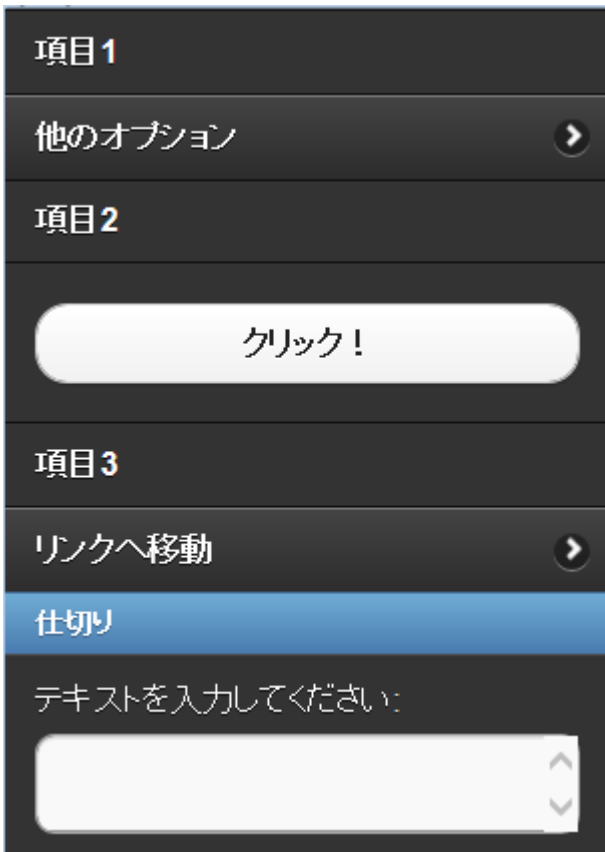 項目1
他のオプション
項目2
クリック！
項目3
リンクへ移動
仕切り
テキストを入力してください: